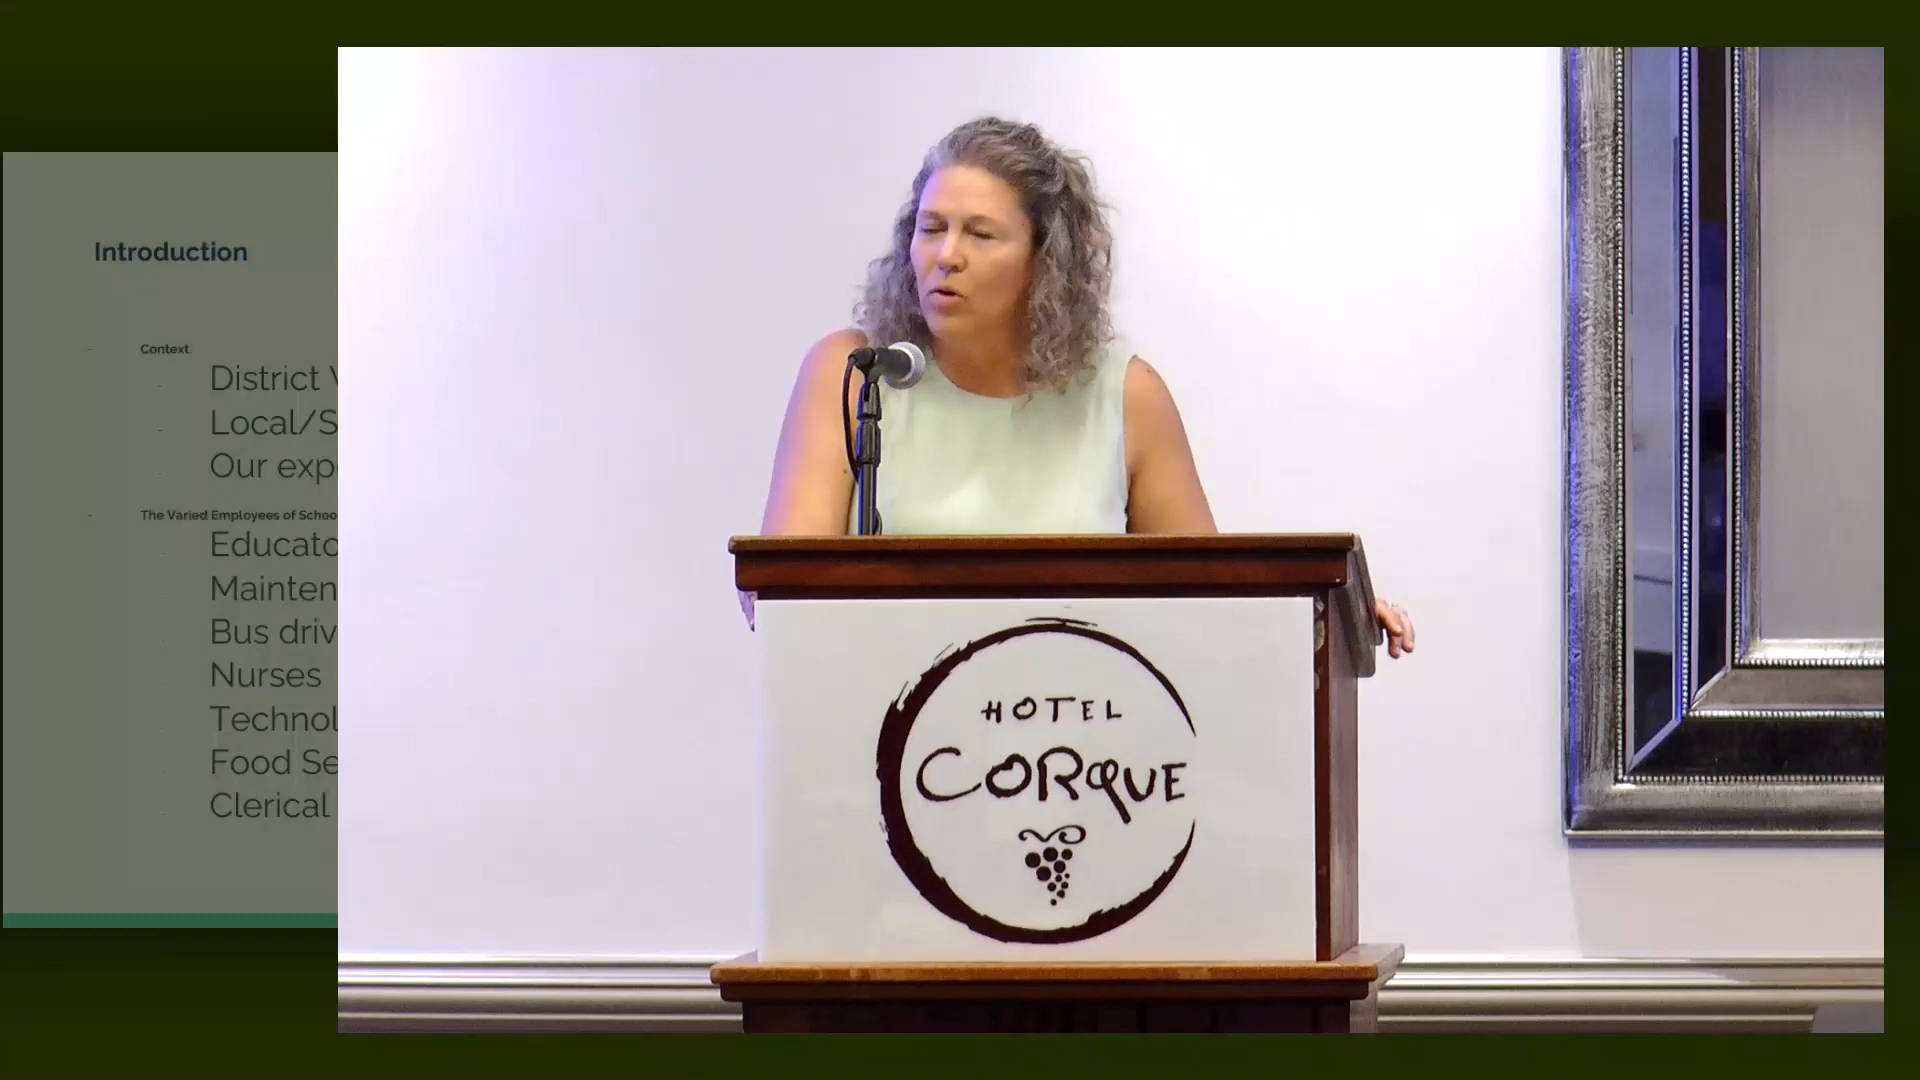 Introduction
Context
District
Local/S
Our exp
The Varied Employees of Schoo
Educato
Mainten
Bus driv
Nurses
Technol
Food Se
Clerical
HOTEL
CORQUE